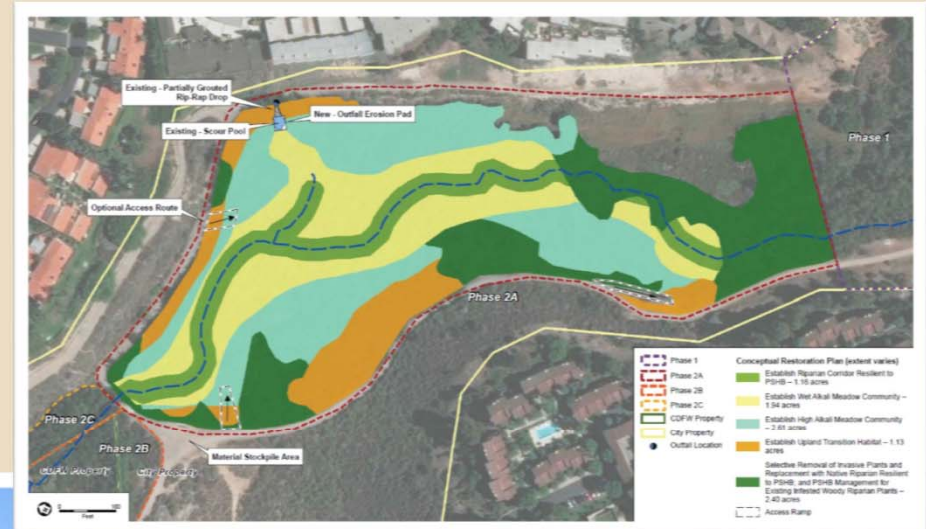 Existing - Partially Grouted
Rip-Rap Drop
New - Outfall Erosion Pad
Existing - Scour Pool
Phase 1
Optional Access Route
Phase 2A
Phase 2C
Phase 2B
CDFW Property
City Property
Material Stockpile Area
Feet
Phase 1
Phase 2A
Phase 2B
Phase 2C
CDFW Property
City Property
Outfall Location
Conceptual Restoration Plan (extent varies)
Establish Riparian Corridor Resilient to
PSHB – 1.16 acres
Establish Wet Alkali Meadow Community –
1.94 acres
Establish High Alkali Meadow Community
– 2.61 acres
Establish Upland Transition Habitat – 1.13
acres
Selective Removal of Invasive Plants and
Replacement with Native Riparian Resilient
to PSHB; and PSHB Management for
Existing Infested Woody Riparian Plants –
2.40 acres
Access Ramp